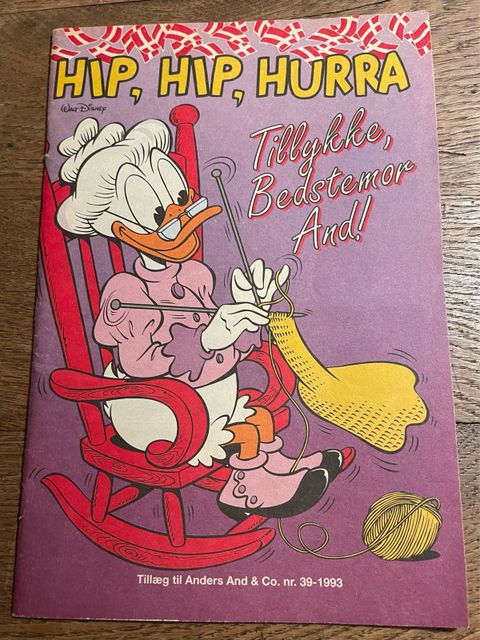 HIP, HIP, HURRA
Walt Disney
Tillykke,
Bedstemor
And!
Tillæg til Anders And & Co. nr. 39-1993